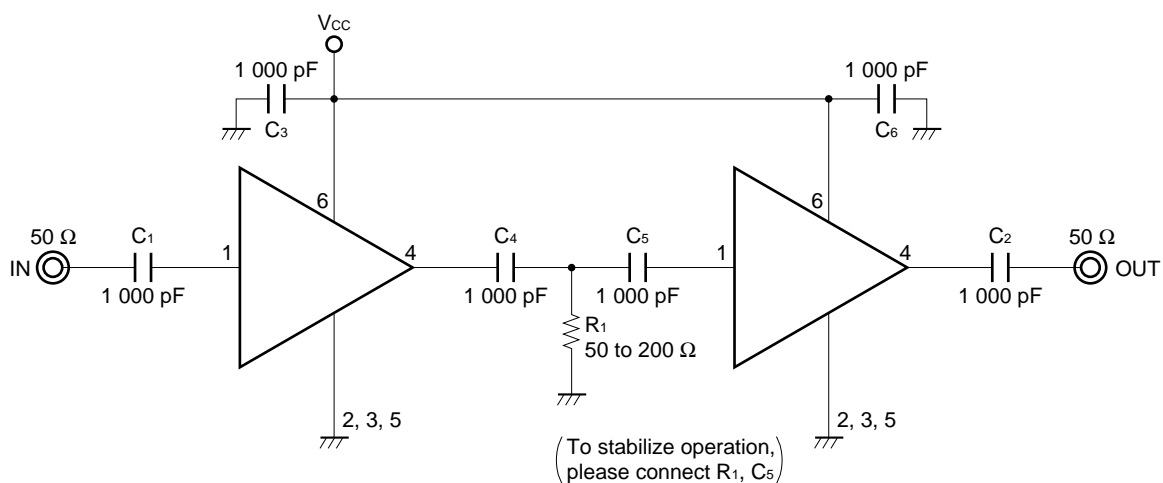 VCC
1 000 pF
1 000 pF
C3
C6
6
6
50 Ω
C1
1
4
C4
C5
1
4
C2
50 Ω
IN
OUT
1 000 pF
1 000 pF
1 000 pF
1 000 pF
R1
50 to 200 Ω
2, 3, 5
2, 3, 5
(To stabilize operation,
please connect R1, C5)